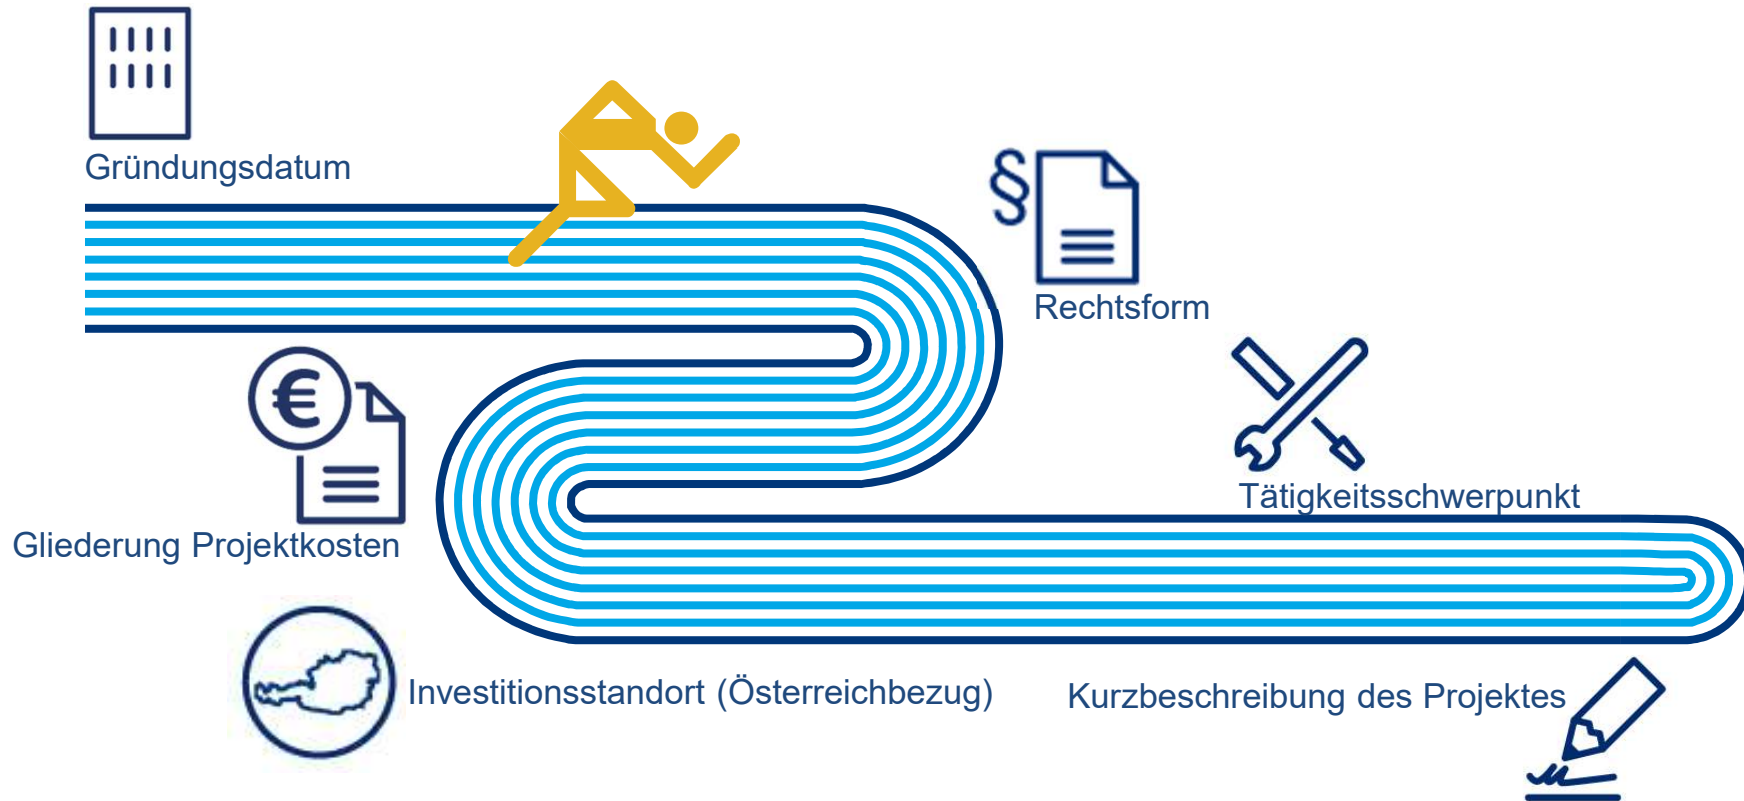 Gründungsdatum
§
Rechtsform
€
Tätigkeitsschwerpunkt
Gliederung Projektkosten
Investitionsstandort (Österreichbezug)
Kurzbeschreibung des Projektes